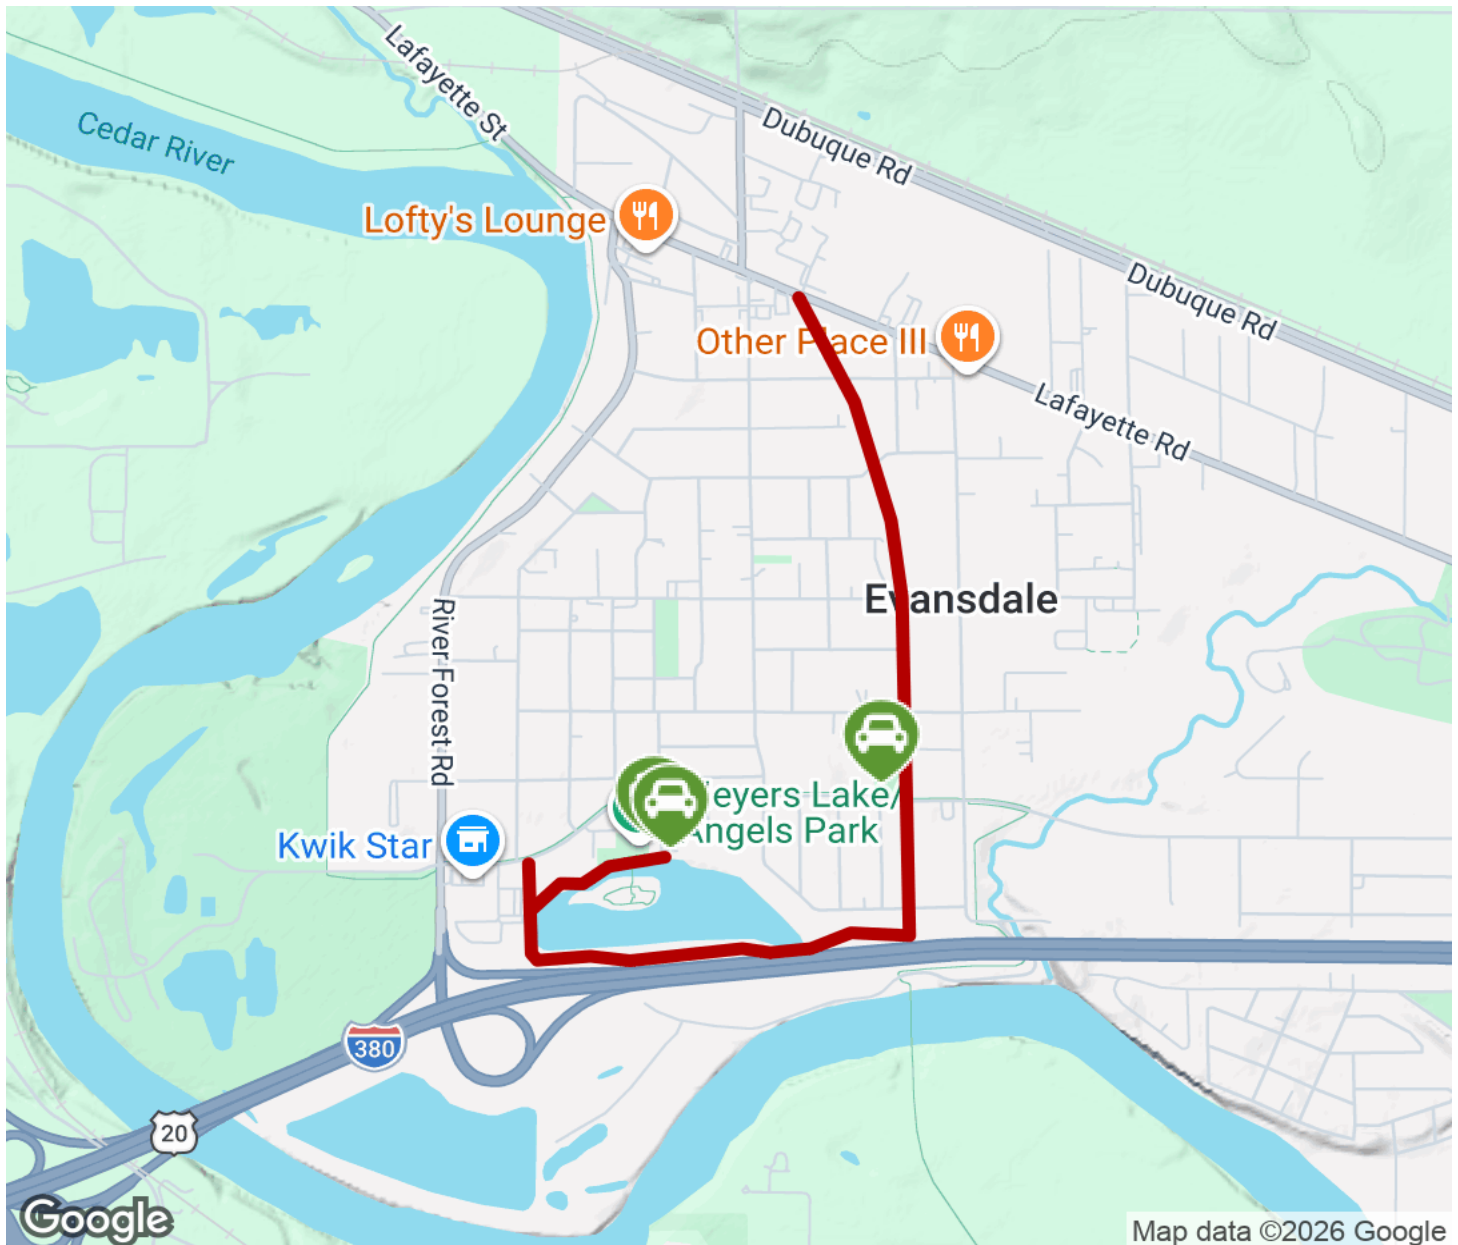 Lafayette St
Cedar River
Dubuque Rd
Lofty's Lounge
Dubuque Rd
Other Place III
Lafayette Rd
Evansdale
River Forest Rd
eyers Lake/
Angels Park
Kwik Star
380
20
Google
Map data ©2026 Google